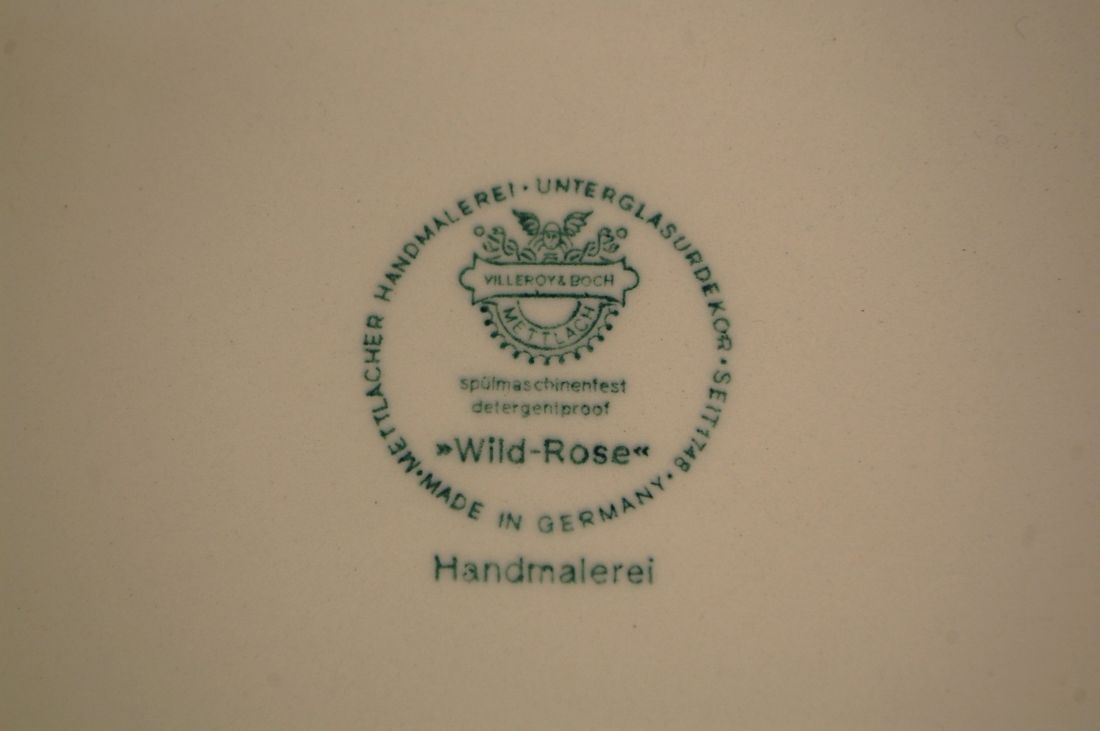 METTLACHER HANDMALEREI · UNTERGLASURDEKOR · SEIT 1748 ·
VILLEROY & BOCH
METTLACH
spülmaschinenfest
detergentproof
»Wild-Rose«
MADE IN GERMANY ·
Handmalerei